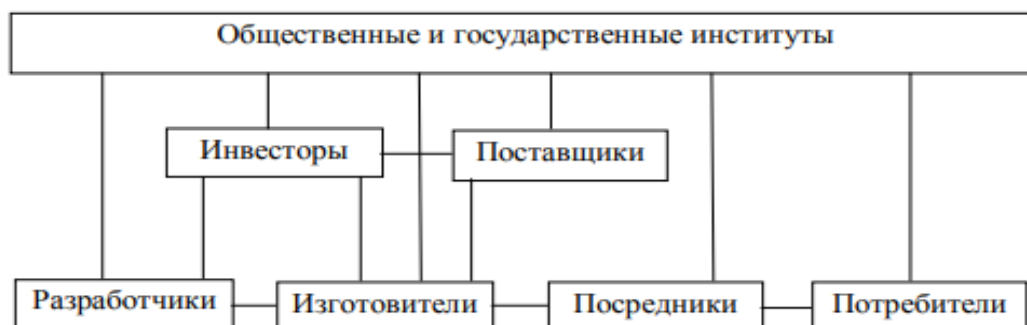 Общественные и государственные институты
Инвесторы
Поставщики
Разработчики
Изготовители
Посредники
Потребители